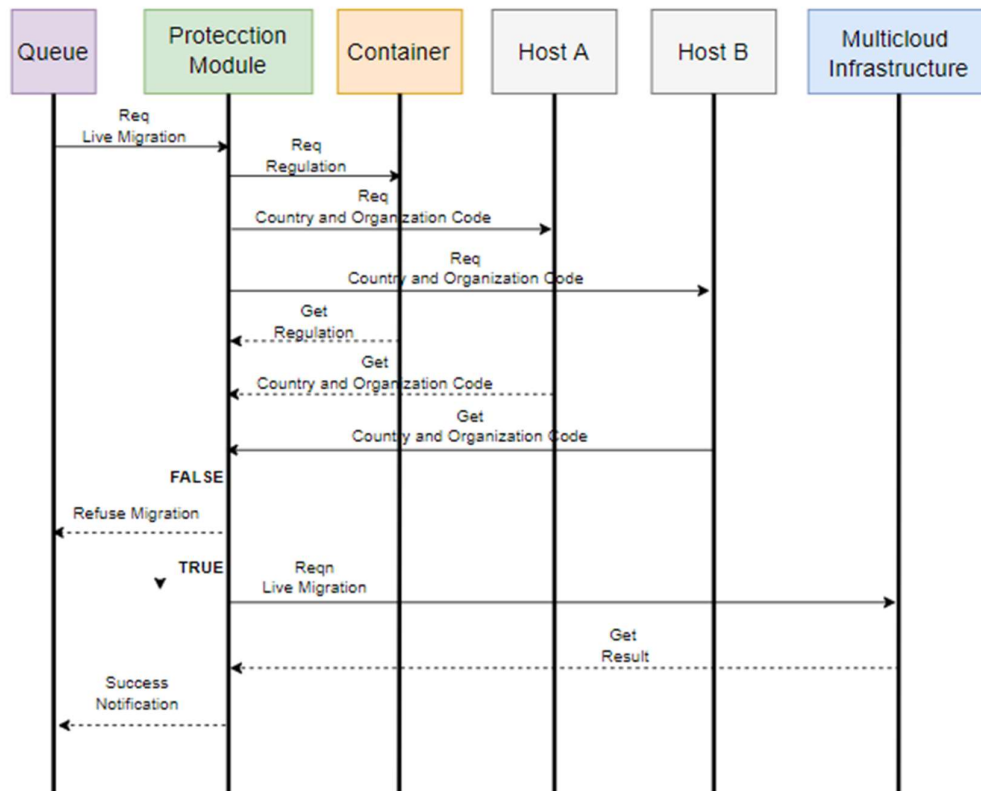 Queue
Protecction
Module
Container
Host A
Host B
Multicloud
Infrastructure
Req
Live Migration
Req
Regulation
Req
Country and Organization Code
Req
Country and Organization Code
Get
Regulation
Get
Country and Organization Code
Get
Country and Organization Code
FALSE
Refuse Migration
TRUE
Reqn
Live Migration
Get
Result
Success
Notification